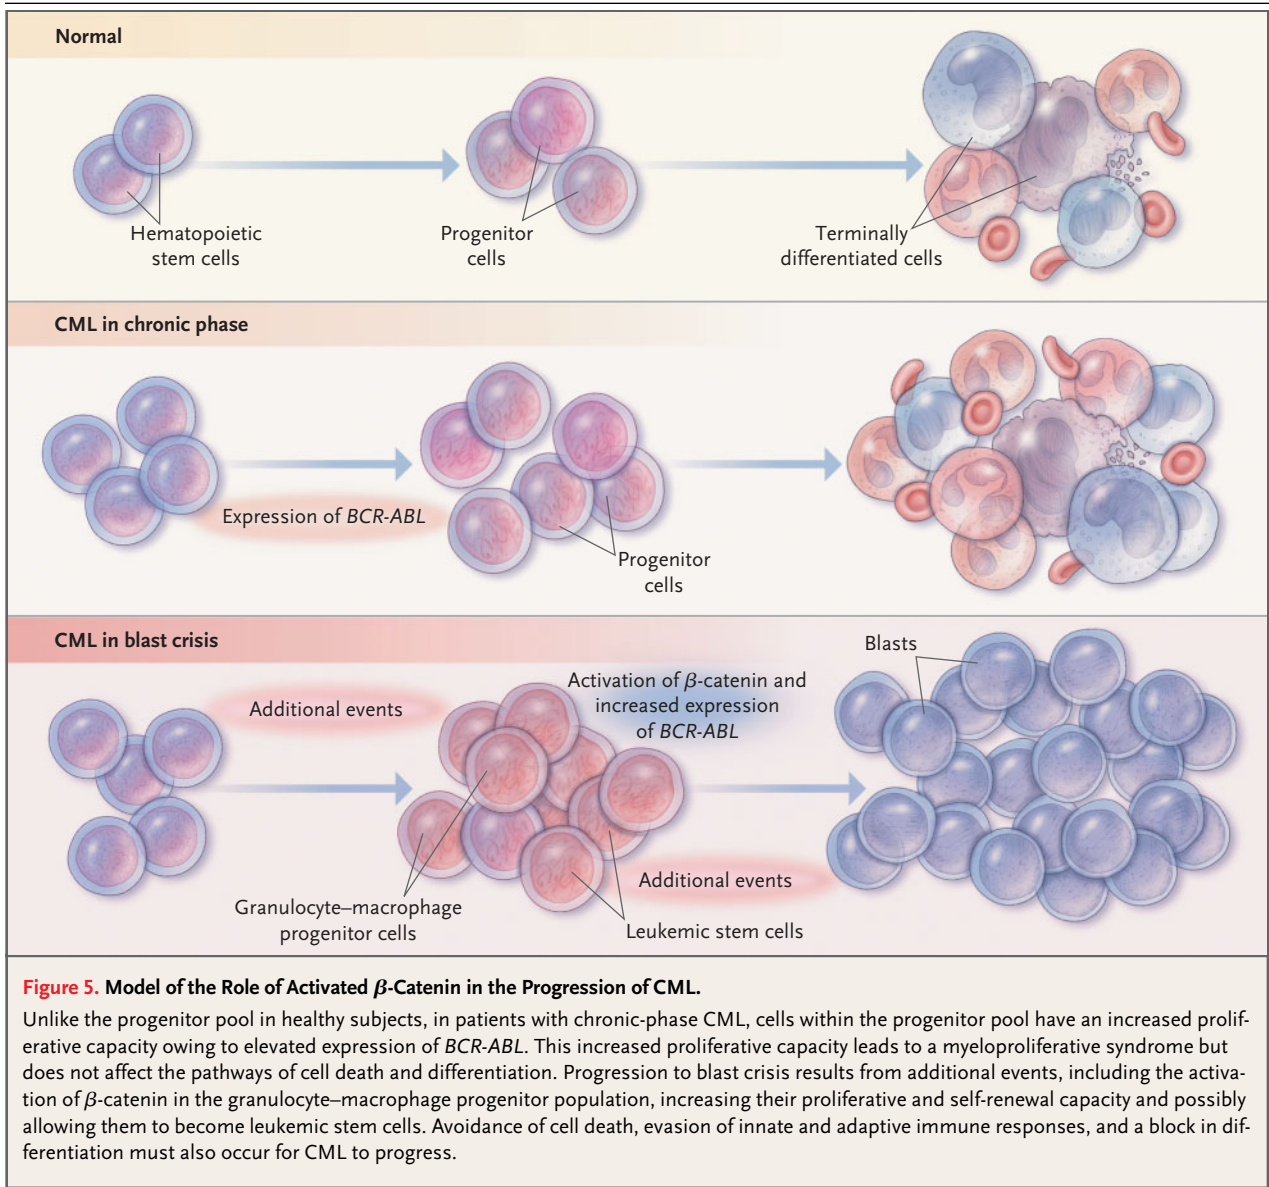 Normal
Hematopoietic
stem cells
Progenitor
cells
Terminally
differentiated cells
CML in chronic phase
Expression of BCR-ABL
Progenitor
cells
CML in blast crisis
Additional events
Activation of β-catenin and
increased expression
of BCR-ABL
Blasts
Granulocyte–macrophage
progenitor cells
Additional events
Leukemic stem cells
Figure 5. Model of the Role of Activated β-Catenin in the Progression of CML.
Unlike the progenitor pool in healthy subjects, in patients with chronic-phase CML, cells within the progenitor pool have an increased prolif-
erative capacity owing to elevated expression of BCR-ABL. This increased proliferative capacity leads to a myeloproliferative syndrome but
does not affect the pathways of cell death and differentiation. Progression to blast crisis results from additional events, including the activa-
tion of β-catenin in the granulocyte–macrophage progenitor population, increasing their proliferative and self-renewal capacity and possibly
allowing them to become leukemic stem cells. Avoidance of cell death, evasion of innate and adaptive immune responses, and a block in dif-
ferentiation must also occur for CML to progress.